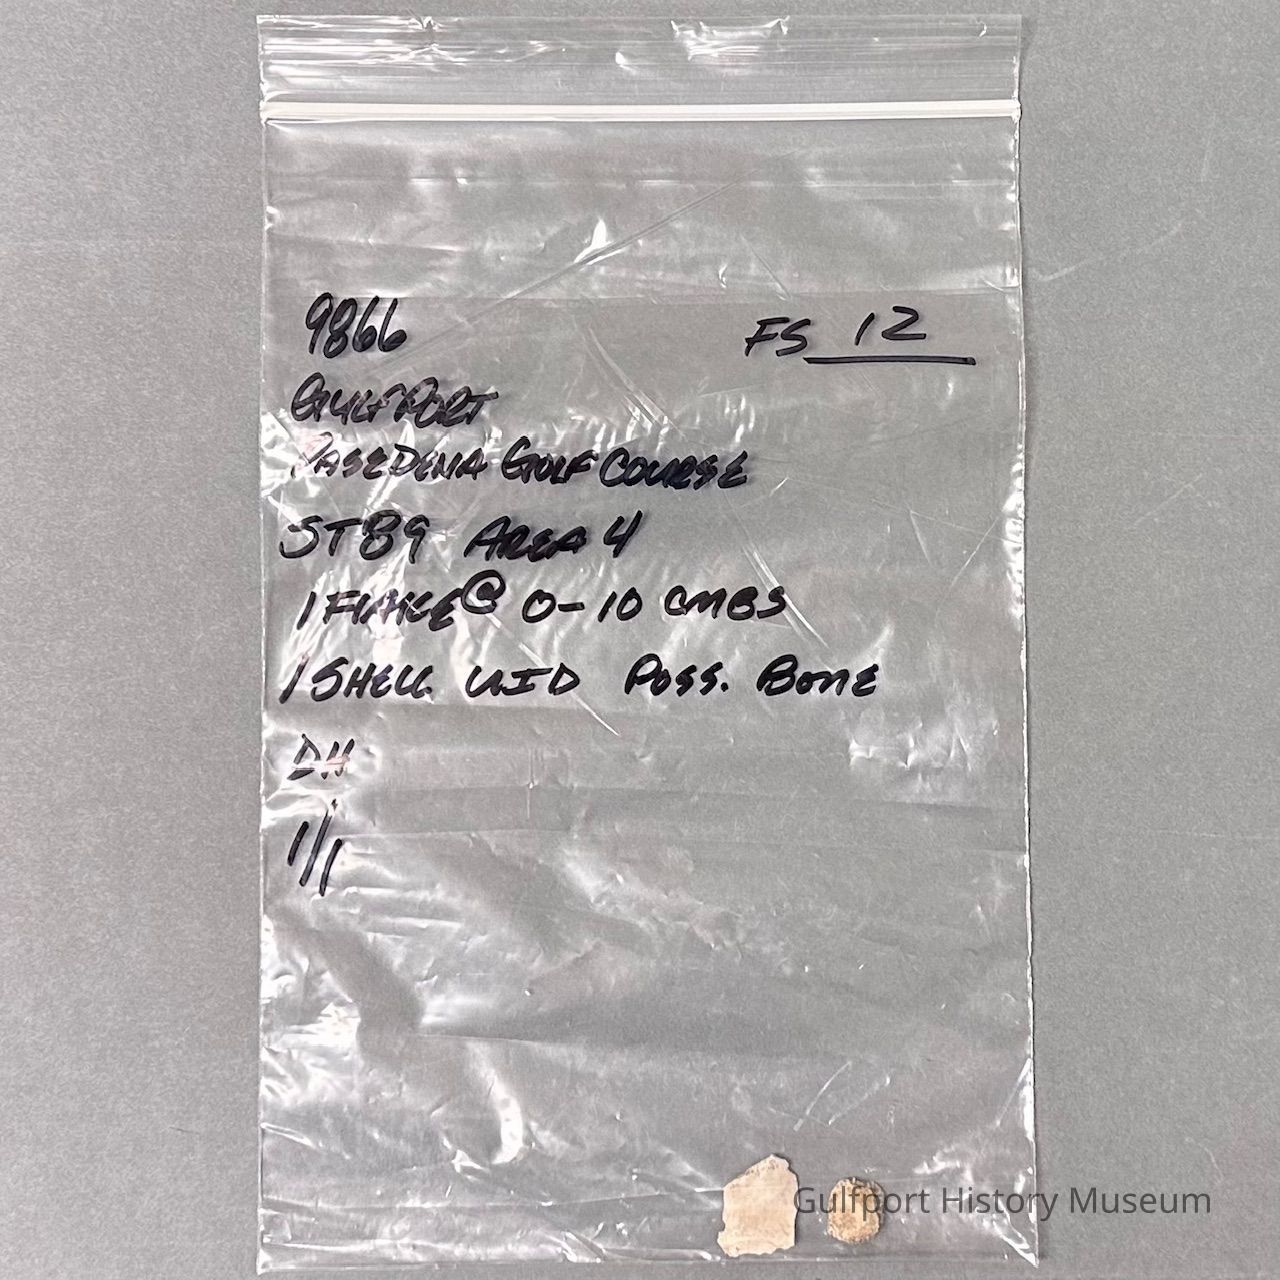 9866
FS 12
GULFPORT
PASEDENA GOLF COURSE
STB9 AREA 4
1 FLAKE @ 0-10 CMBS
1 SHELL UID POSS. BONE
DH
1/1
Gulfport History Museum